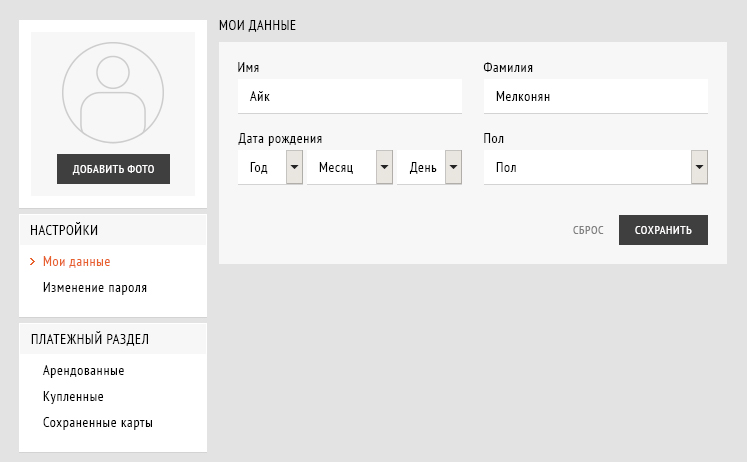 МОИ ДАННЫЕ
ДОБАВИТЬ ФОТО
НАСТРОЙКИ
Мои данные
Изменение пароля
ПЛАТЕЖНЫЙ РАЗДЕЛ
Арендованные
Купленные
Сохраненные карты
Имя
Фамилия
Айк
Мелконян
Дата рождения
Пол
Год
Месяц
День
Пол
СБРОС
СОХРАНИТЬ